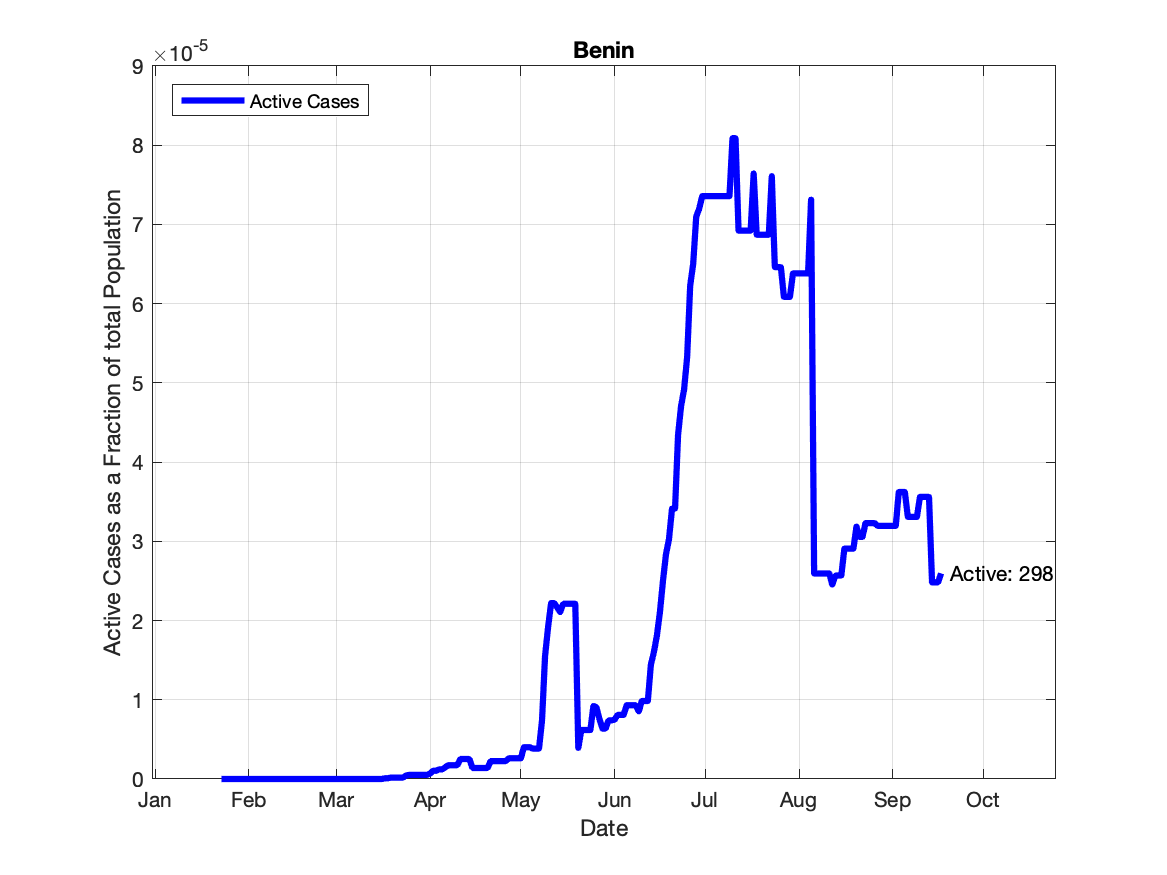 Benin
×10-5
Active Cases
9
8
7
6
5
4
3
2
1
0
Active Cases as a Fraction of total Population
Active: 298
Jan Feb Mar Apr May Jun Jul Aug Sep Oct
Date